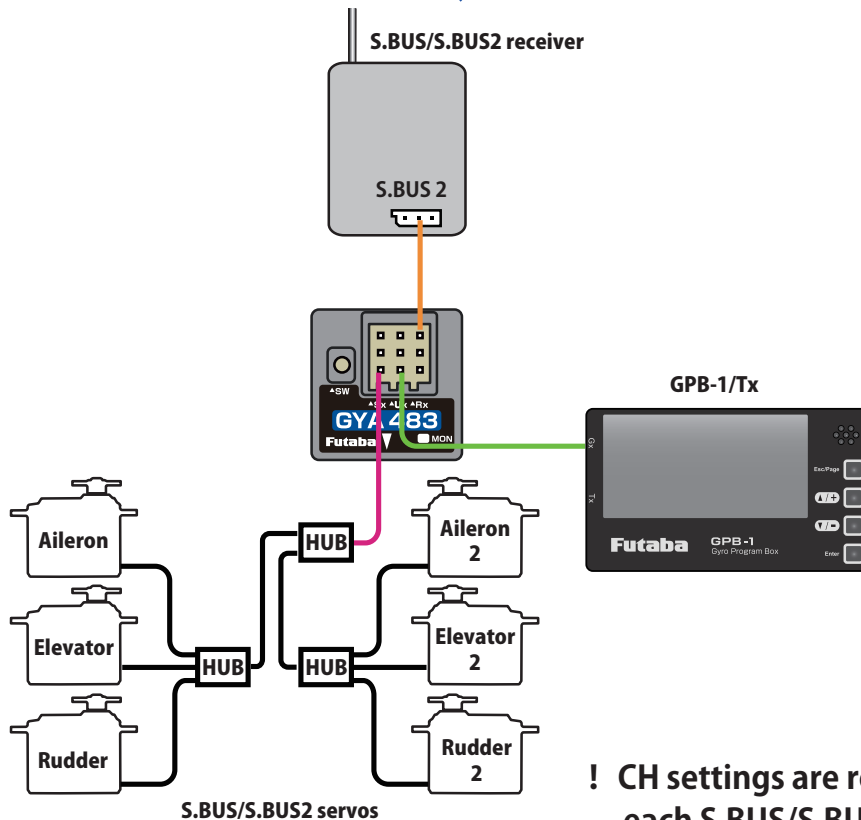 S.BUS/S.BUS2 receiver
S.BUS 2
SW
Sx Ux Rx
GYA483
Futaba
MON
GPB-1/Tx
Gx
Tx
Esc/Page
▲/+
▼/-
Enter
Futaba
GPB-1
Gyro Program Box
HUB
Aileron
Elevator
Rudder
HUB
HUB
Aileron
2
Elevator
2
Rudder
2
S.BUS/S.BUS2 servos
! CH settings are
each S.BUS/S.BU